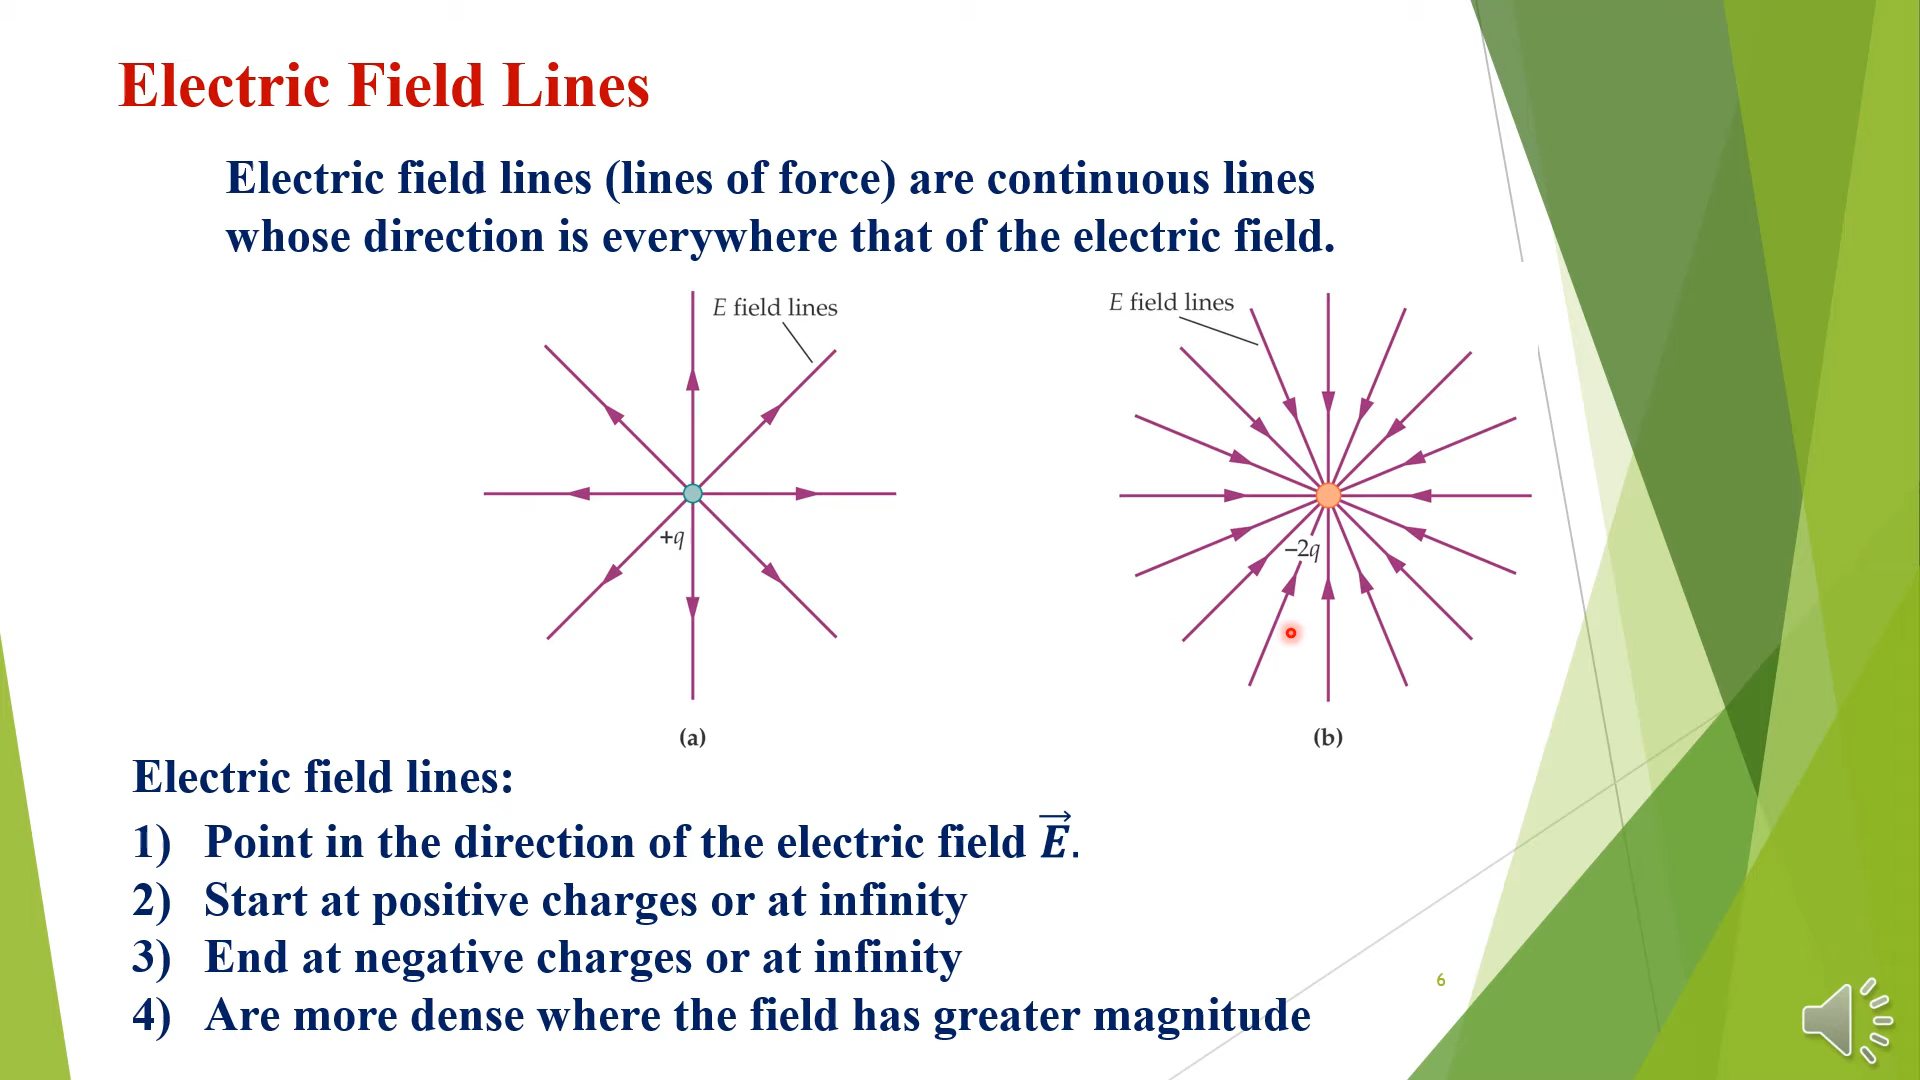 Electric Field Lines
Electric field lines (lines of force) are continuous lines
whose direction is everywhere that of the electric field.
E field lines
+q
(a)
E field lines
–2q
(b)
Electric field lines:
1) Point in the direction of the electric field $\vec{E}$.
2) Start at positive charges or at infinity
3) End at negative charges or at infinity
4) Are more dense where the field has greater magnitude
6